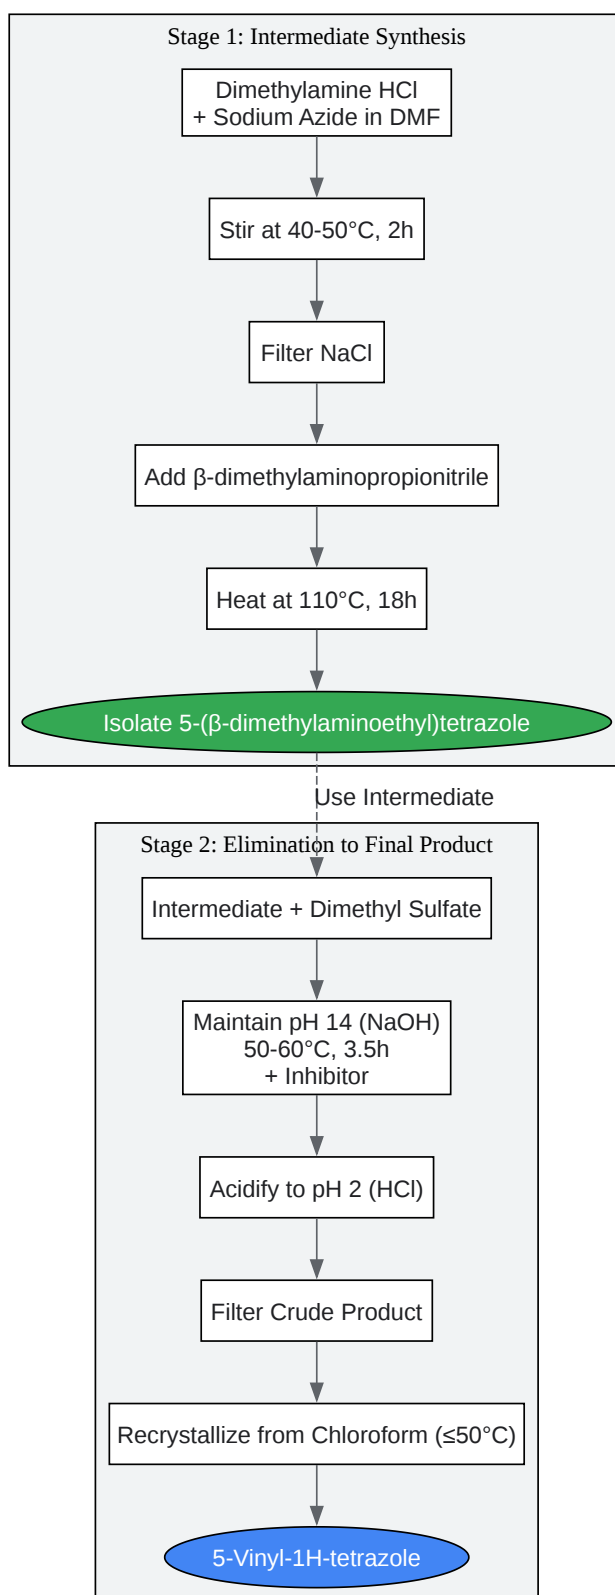 Stage 1: Intermediate Synthesis
Dimethylamine HCl
+ Sodium Azide in DMF
Stir at 40-50°C, 2h
Filter NaCl
Add β-dimethylaminopropionitrile
Heat at 110°C, 18h
Isolate 5-(β-dimethylaminoethyl)tetrazole
Use Intermediate
Stage 2: Elimination to Final Product
Intermediate + Dimethyl Sulfate
Maintain pH 14 (NaOH)
50-60°C, 3.5h
+ Inhibitor
Acidify to pH 2 (HCl)
Filter Crude Product
Recrystallize from Chloroform (≤50°C)
5-Vinyl-1H-tetrazole